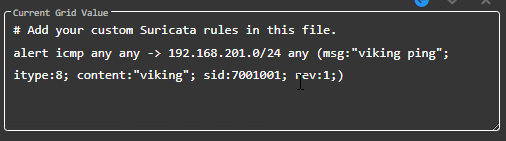 Current Grid Value
# Add your custom Suricata rules in this file.
alert icmp any any -> 192.168.201.0/24 any (msg:"viking ping";
itype:8; content:"viking"; sid:7001001; rev:1;)